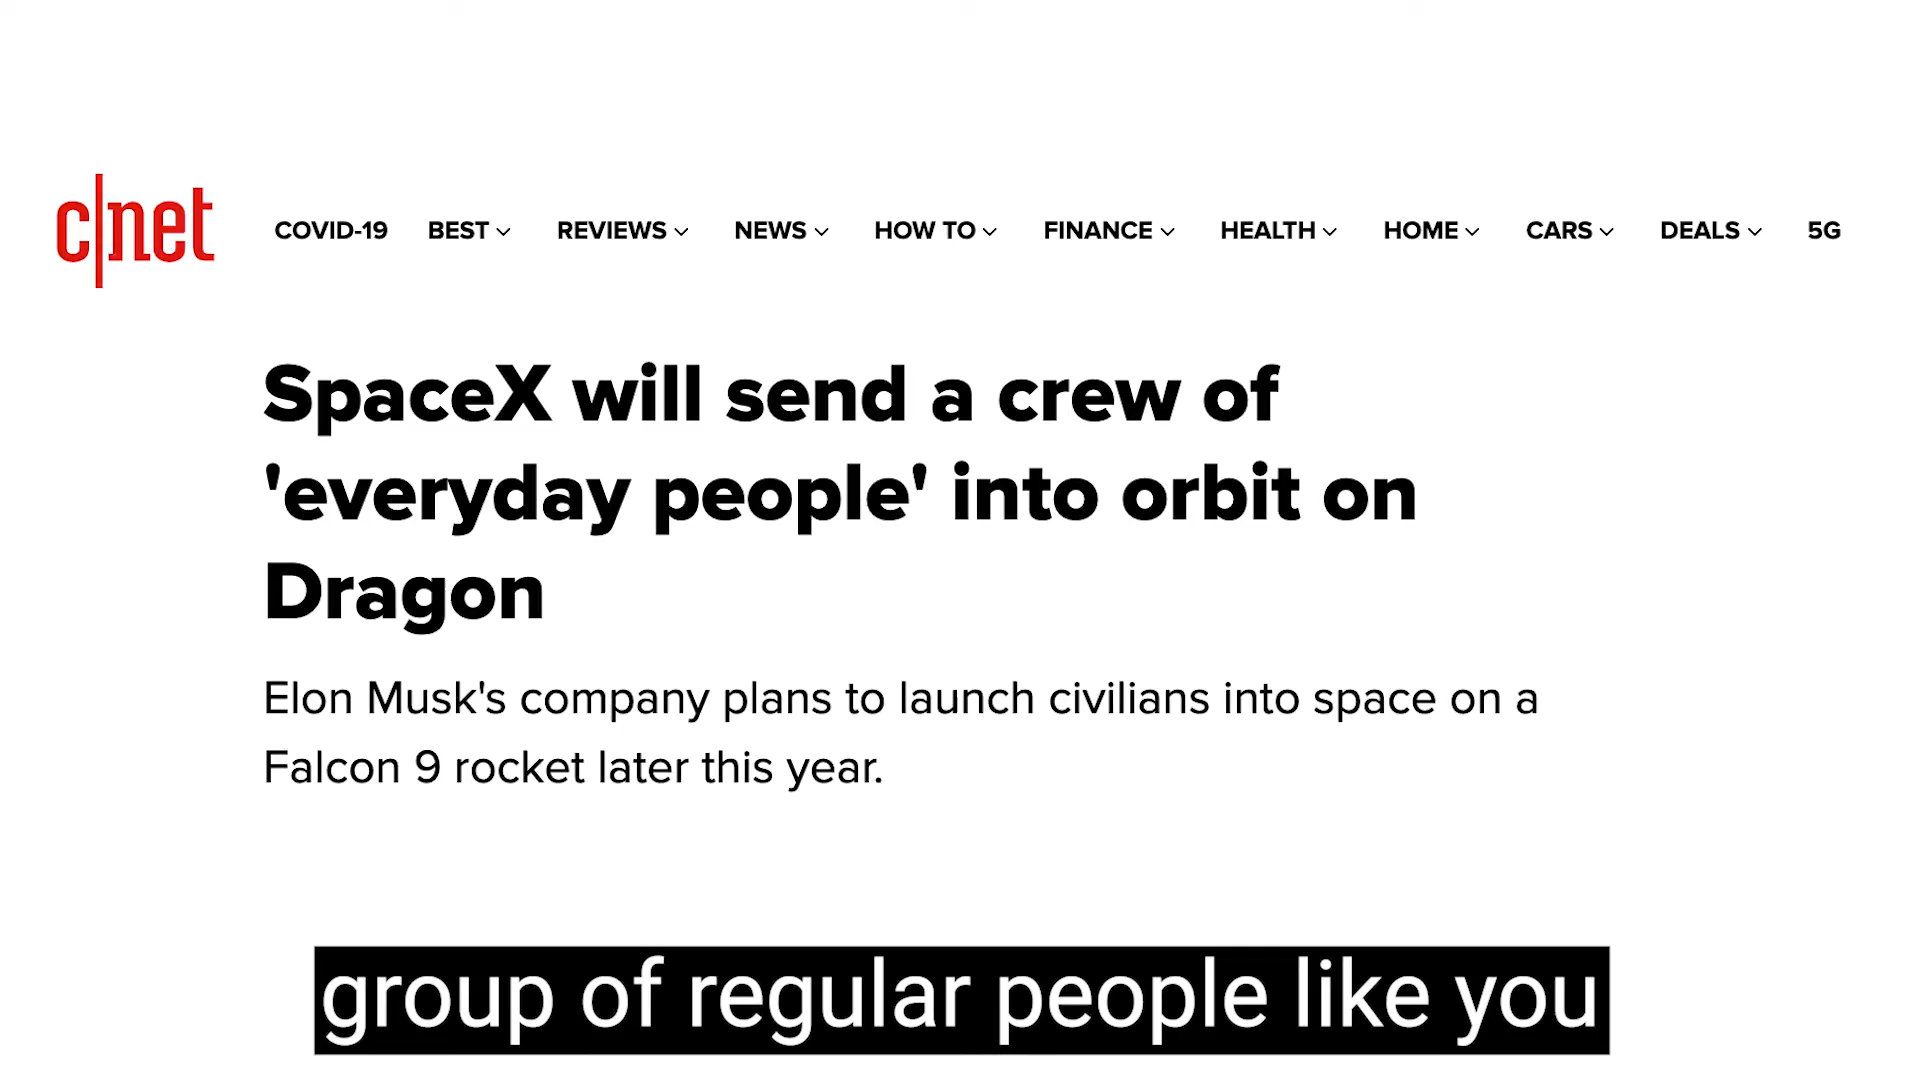 c|net
COVID-19 BEST REVIEWS NEWS HOW TO FINANCE HEALTH HOME CARS DEALS 5G
SpaceX will send a crew of
'everyday people' into orbit on
Dragon
Elon Musk's company plans to launch civilians into space on a
Falcon 9 rocket later this year.
group of regular people like you